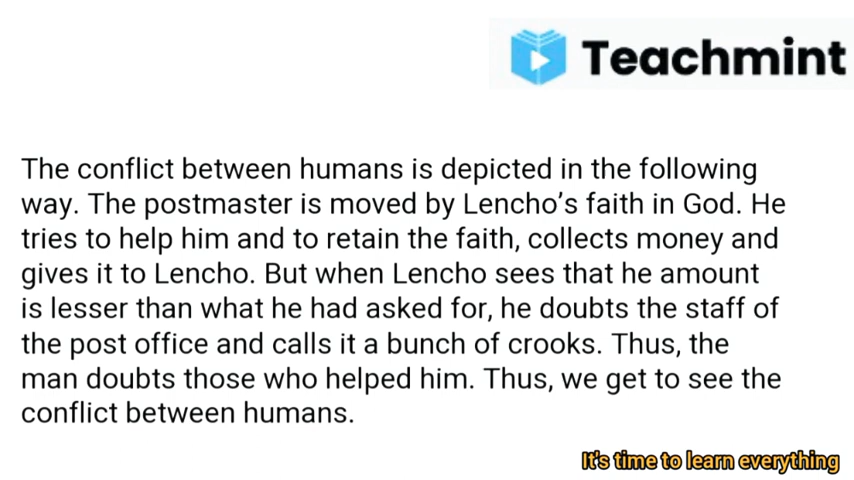 Teachmint
The conflict between humans is depicted in the following
way. The postmaster is moved by Lencho’s faith in God. He
tries to help him and to retain the faith, collects money and
gives it to Lencho. But when Lencho sees that he amount
is lesser than what he had asked for, he doubts the staff of
the post office and calls it a bunch of crooks. Thus, the
man doubts those who helped him. Thus, we get to see the
conflict between humans.
It's time to learn everything